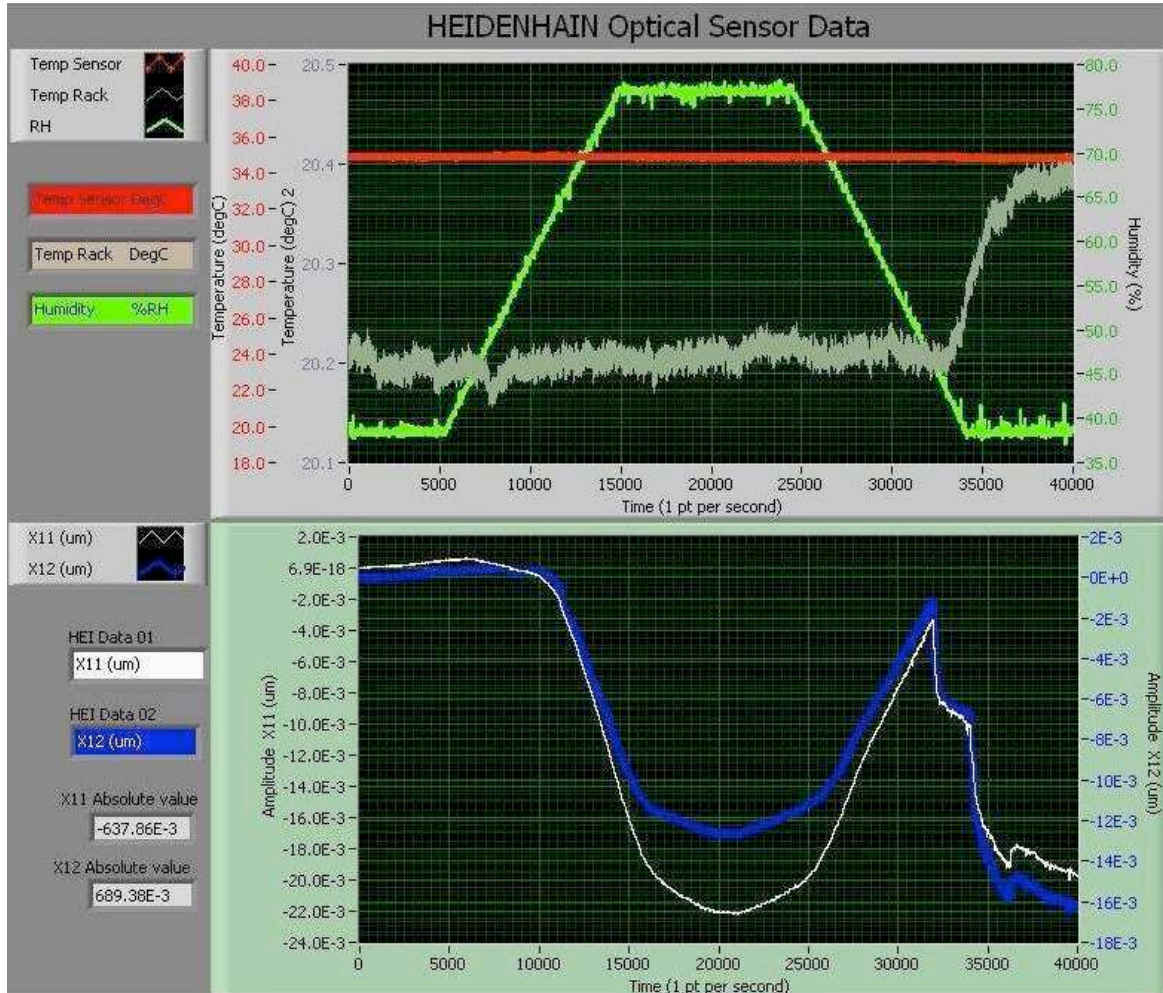 HEIDENHAIN Optical Sensor Data
Temp Sensor
Temp Rack
RH
Temp Sensor DegC
Temp Rack DegC
Humidity %RH
Temperature (degC)
40.0
38.0
36.0
34.0
32.0
30.0
28.0
26.0
24.0
22.0
20.0
18.0
Temperature (degC) 2
20.5
20.4
20.3
20.2
20.1
Humidity (%)
80.0
75.0
70.0
65.0
60.0
55.0
50.0
45.0
40.0
35.0
0 5000 10000 15000 20000 25000 30000 35000 40000
Time (1 pt per second)
X11 (um)
X12 (um)
HEI Data 01
X11 (um)
HEI Data 02
X12 (um)
X11 Absolute value
-637.86E-3
X12 Absolute value
689.38E-3
Amplitude X11 (um)
2.0E-3
6.9E-18
-2.0E-3
-4.0E-3
-6.0E-3
-8.0E-3
-10.0E-3
-12.0E-3
-14.0E-3
-16.0E-3
-18.0E-3
-20.0E-3
-22.0E-3
-24.0E-3
Amplitude X12 (um)
2E-3
0E+0
-2E-3
-4E-3
-6E-3
-8E-3
-10E-3
-12E-3
-14E-3
-16E-3
-18E-3
0 5000 10000 15000 20000 25000 30000 35000 40000
Time (1 pt per second)